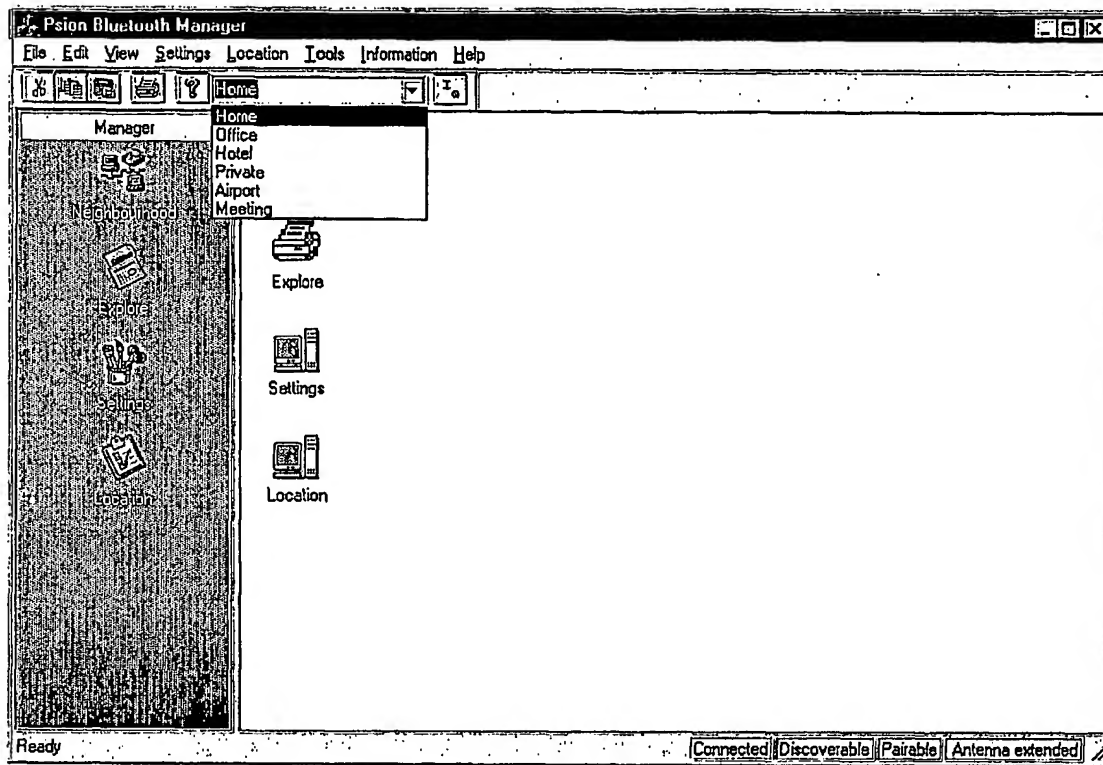 Psion Bluetooth Manager
File Edit View Settings Location Tools Information Help
Home
Manager
Home
Office
Hotel
Private
Airport
Meeting
Neighbourhood
Explore
Settings
Location
Explore
Settings
Location
Ready
Connected Discoverable Pairable Antenna extended